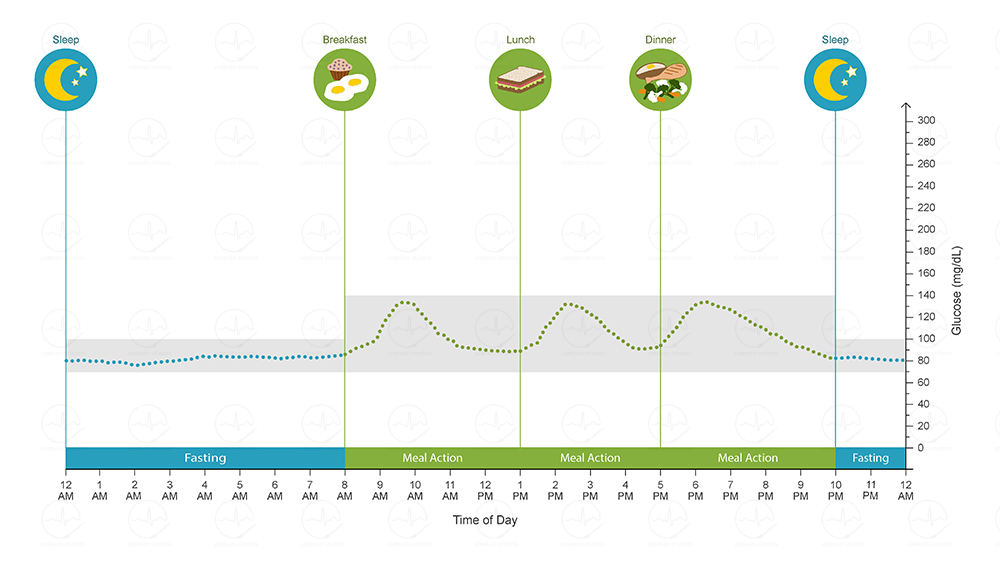 Sleep
Breakfast
Lunch
Dinner
Sleep
300
280
260
240
220
200
180
160
140
120
100
80
60
40
20
0
Glucose (mg/dL)
Fasting
Meal Action
Meal Action
Meal Action
Fasting
12 AM
1 AM
2 AM
3 AM
4 AM
5 AM
6 AM
7 AM
8 AM
9 AM
10 AM
11 AM
12 PM
1 PM
2 PM
3 PM
4 PM
5 PM
6 PM
7 PM
8 PM
9 PM
10 PM
11 PM
12 AM
Time of Day